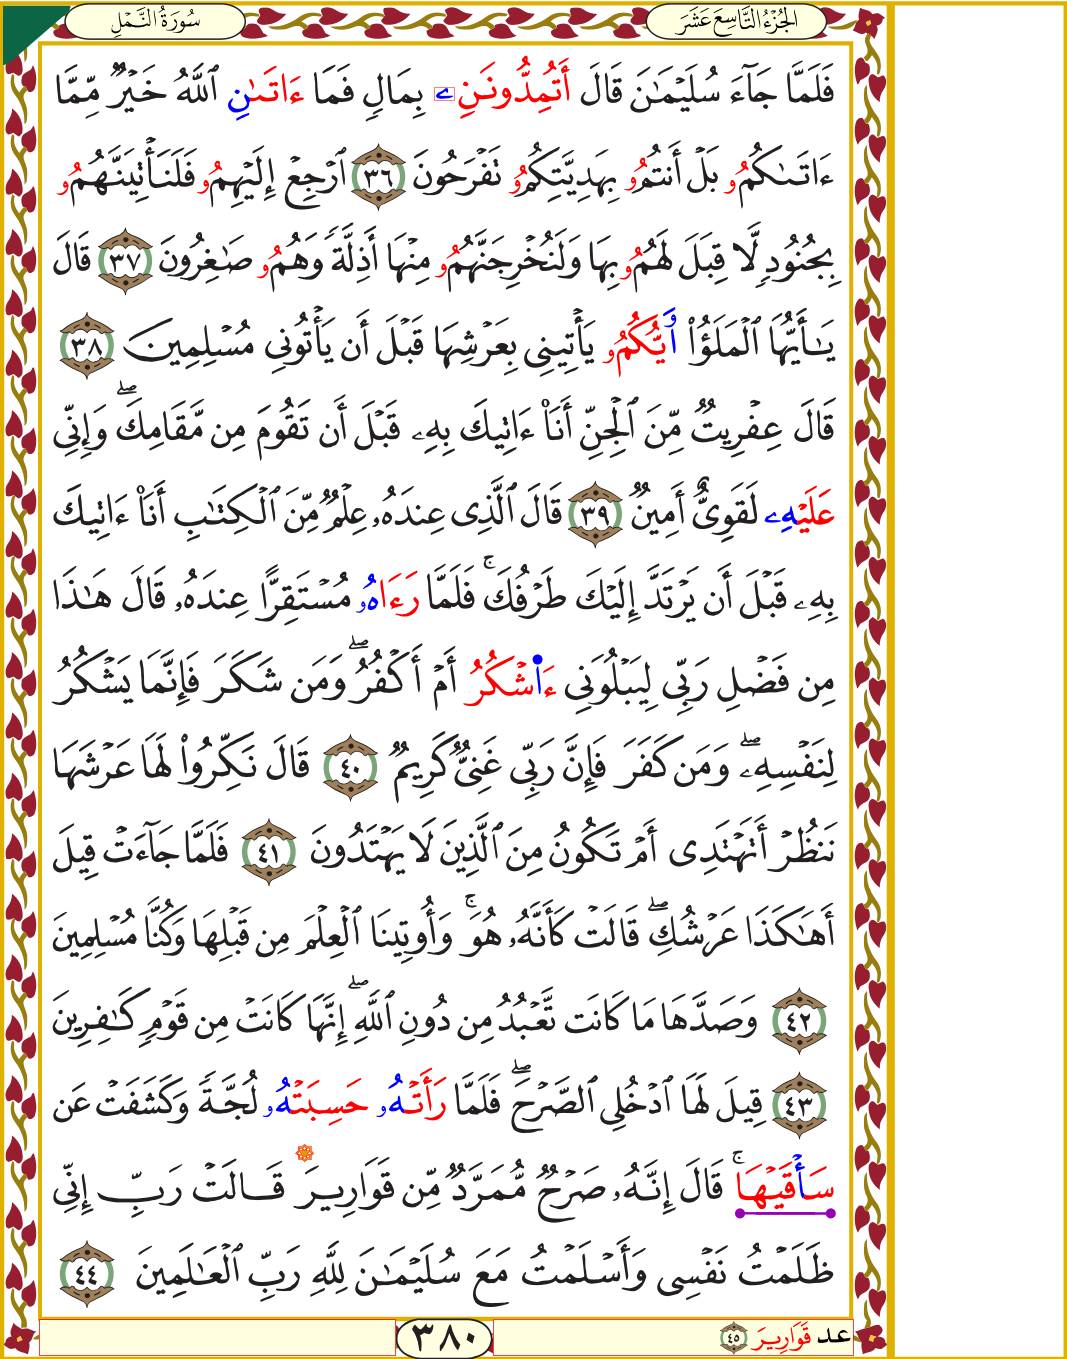 سُورَةُ النَّمْلِ
الجُزْءُ التَّاسِعَ عَشَرَ
فَلَمَّا جَآءَ سُلَيْمَـٰنَ قَالَ أَتُمِدُّونَنِۦ بِمَالٍ فَمَا ءَاتَىٰنِ ٱللَّهُ خَيْرٌ مِّمَّا
ءَاتَىٰكُمُۥ بَلْ أَنتُمُۥ بِهَدِيَّتِكُمُۥ تَفْرَحُونَ ٣٦ ٱرْجِعْ إِلَيْهِمُۥ فَلَنَأْتِيَنَّهُمُۥ
بِجُنُودٍ لَّا قِبَلَ لَهُمُۥ بِهَا وَلَنُخْرِجَنَّهُمُۥ مِنْهَا أَذِلَّةً وَهُمُۥ صَـٰغِرُونَ ٣٧ قَالَ
يَـٰٓأَيُّهَا ٱلْمَلَؤُا۟ أَيُّكُمُۥ يَأْتِينِى بِعَرْشِهَا قَبْلَ أَن يَأْتُونِى مُسْلِمِينَ ٣٨
قَالَ عِفْرِيتٌ مِّنَ ٱلْجِنِّ أَنَا۠ ءَاتِيكَ بِهِۦ قَبْلَ أَن تَقُومَ مِن مَّقَامِكَ ۖ وَإِنِّى
عَلَيْهِۦ لَقَوِىٌّ أَمِينٌ ٣٩ قَالَ ٱلَّذِى عِندَهُۥ عِلْمٌ مِّنَ ٱلْكِتَـٰبِ أَنَا۠ ءَاتِيكَ
بِهِۦ قَبْلَ أَن يَرْتَدَّ إِلَيْكَ طَرْفُكَ ۚ فَلَمَّا رَءَاهُۥ مُسْتَقِرًّا عِندَهُۥ قَالَ هَـٰذَا
مِن فَضْلِ رَبِّى لِيَبْلُوَنِى ءَاشْكُرُ أَمْ أَكْفُرُ ۖ وَمَن شَكَرَ فَإِنَّمَا يَشْكُرُ
لِنَفْسِهِۦ ۖ وَمَن كَفَرَ فَإِنَّ رَبِّى غَنِىٌّ كَرِيمٌ ٤٠ قَالَ نَكِّرُوا۟ لَهَا عَرْشَهَا
نَنظُرْ أَتَهْتَدِى أَمْ تَكُونُ مِنَ ٱلَّذِينَ لَا يَهْتَدُونَ ٤١ فَلَمَّا جَآءَتْ قِيلَ
أَهَـٰكَذَا عَرْشُكِ ۖ قَالَتْ كَأَنَّهُۥ هُوَ ۚ وَأُوتِينَا ٱلْعِلْمَ مِن قَبْلِهَا وَكُنَّا مُسْلِمِينَ
٤٢ وَصَدَّهَا مَا كَانَت تَّعْبُدُ مِن دُونِ ٱللَّهِ ۖ إِنَّهَا كَانَتْ مِن قَوْمٍ كَـٰفِرِينَ
٤٣ قِيلَ لَهَا ٱدْخُلِى ٱلصَّرْحَ ۖ فَلَمَّا رَأَتْهُۥ حَسِبَتْهُۥ لُجَّةً وَكَشَفَتْ عَن
سَأْقَيْهَا ۚ قَالَ إِنَّهُۥ صَرْحٌ مُّمَرَّدٌ مِّن قَوَارِيرَ قَالَتْ رَبِّ إِنِّى
ظَلَمْتُ نَفْسِى وَأَسْلَمْتُ مَعَ سُلَيْمَـٰنَ لِلَّهِ رَبِّ ٱلْعَـٰلَمِينَ ٤٤
٣٨٠
عد قَوَارِيرَ ٤٥